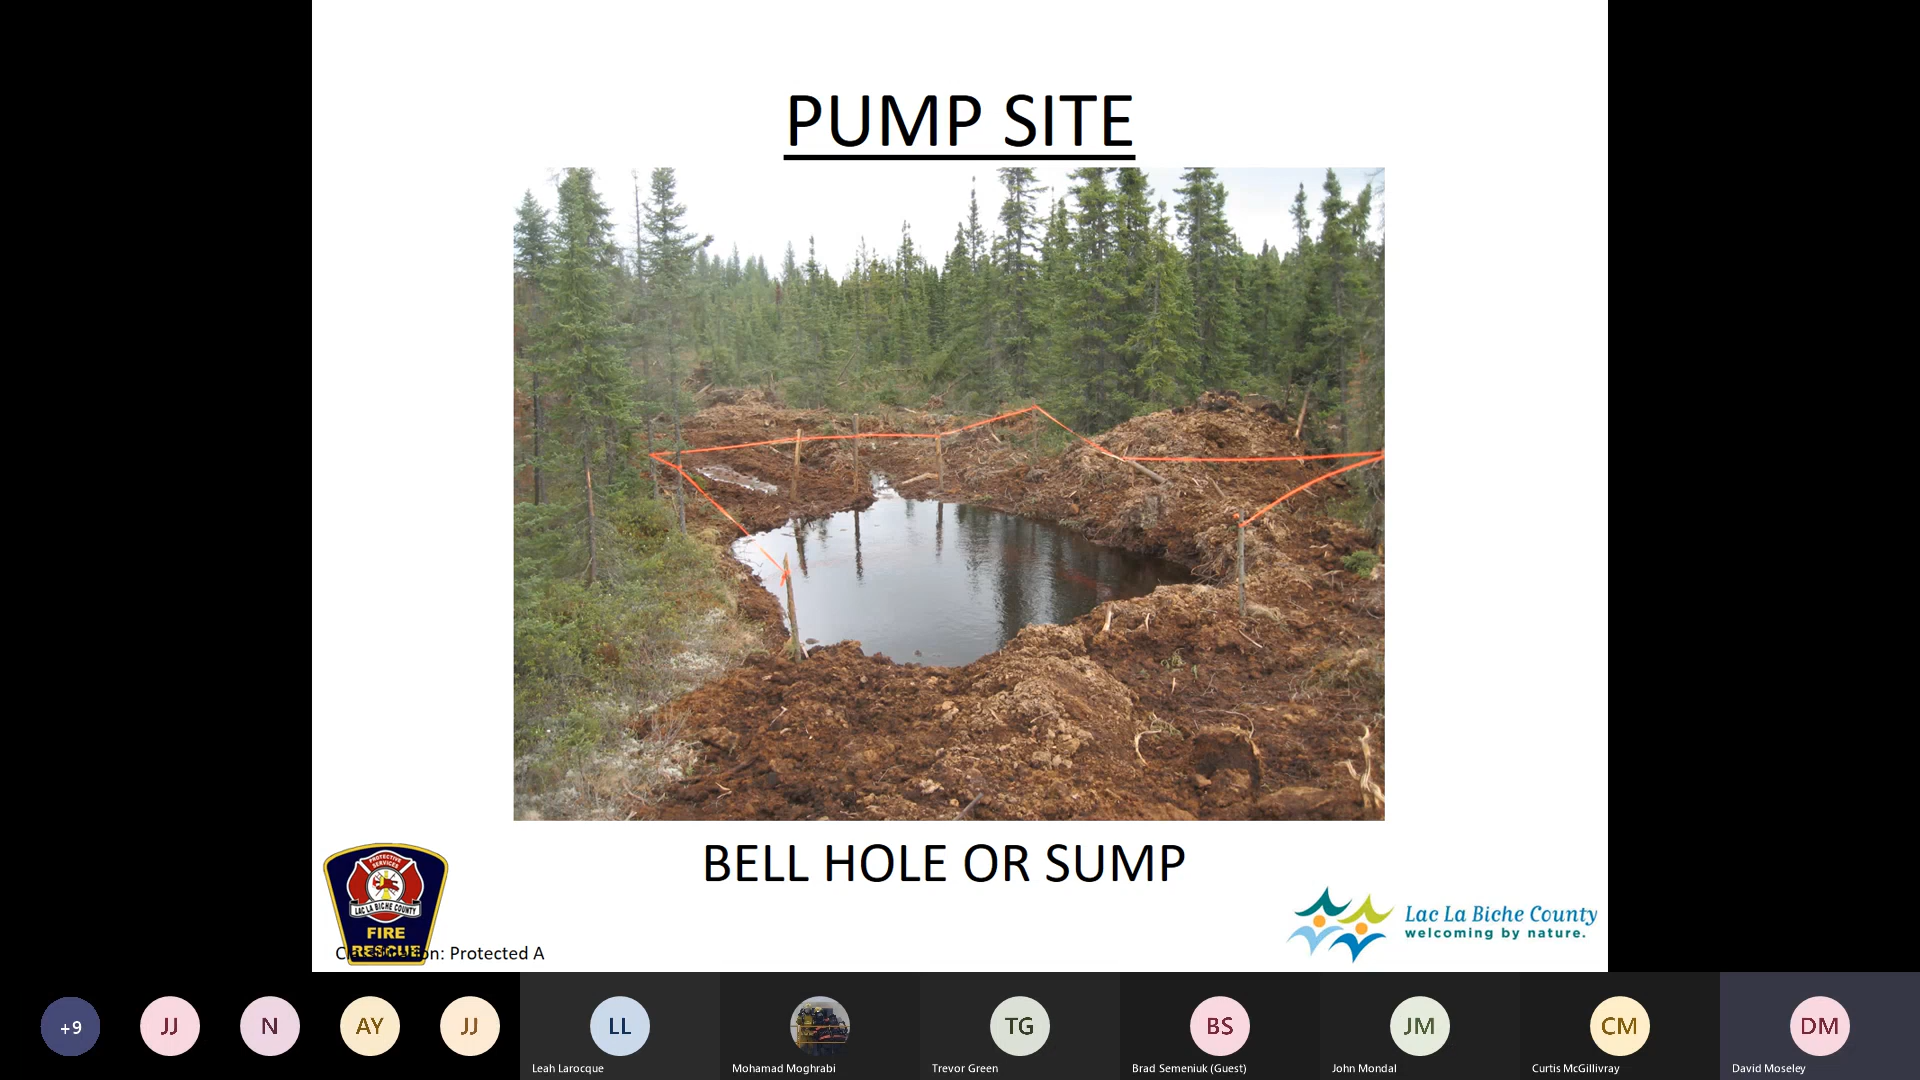 PUMP SITE
BELL HOLE OR SUMP
PROTECTIVE
SERVICES
LAC LA BICHE COUNTY
FIRE
RESCUE
Classification: Protected A
Lac La Biche County
welcoming by nature.
+9
JJ
N
AY
JJ
LL
TG
BS
JM
CM
DM
Leah Larocque
Mohamad Moghrabi
Trevor Green
Brad Semeniuk (Guest)
John Mondal
Curtis McGillivray
David Moseley